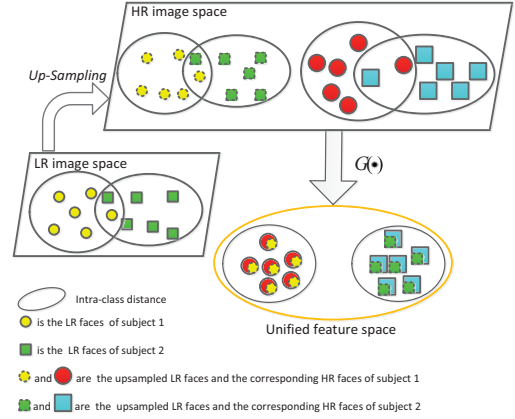 HR image space
Up-Sampling
LR image space
G(•)
Unified feature space
Intra-class distance
is the LR faces of subject 1
is the LR faces of subject 2
and are the upsampled LR faces and the corresponding HR faces of subject 1
and are the upsampled LR faces and the corresponding HR faces of subject 2